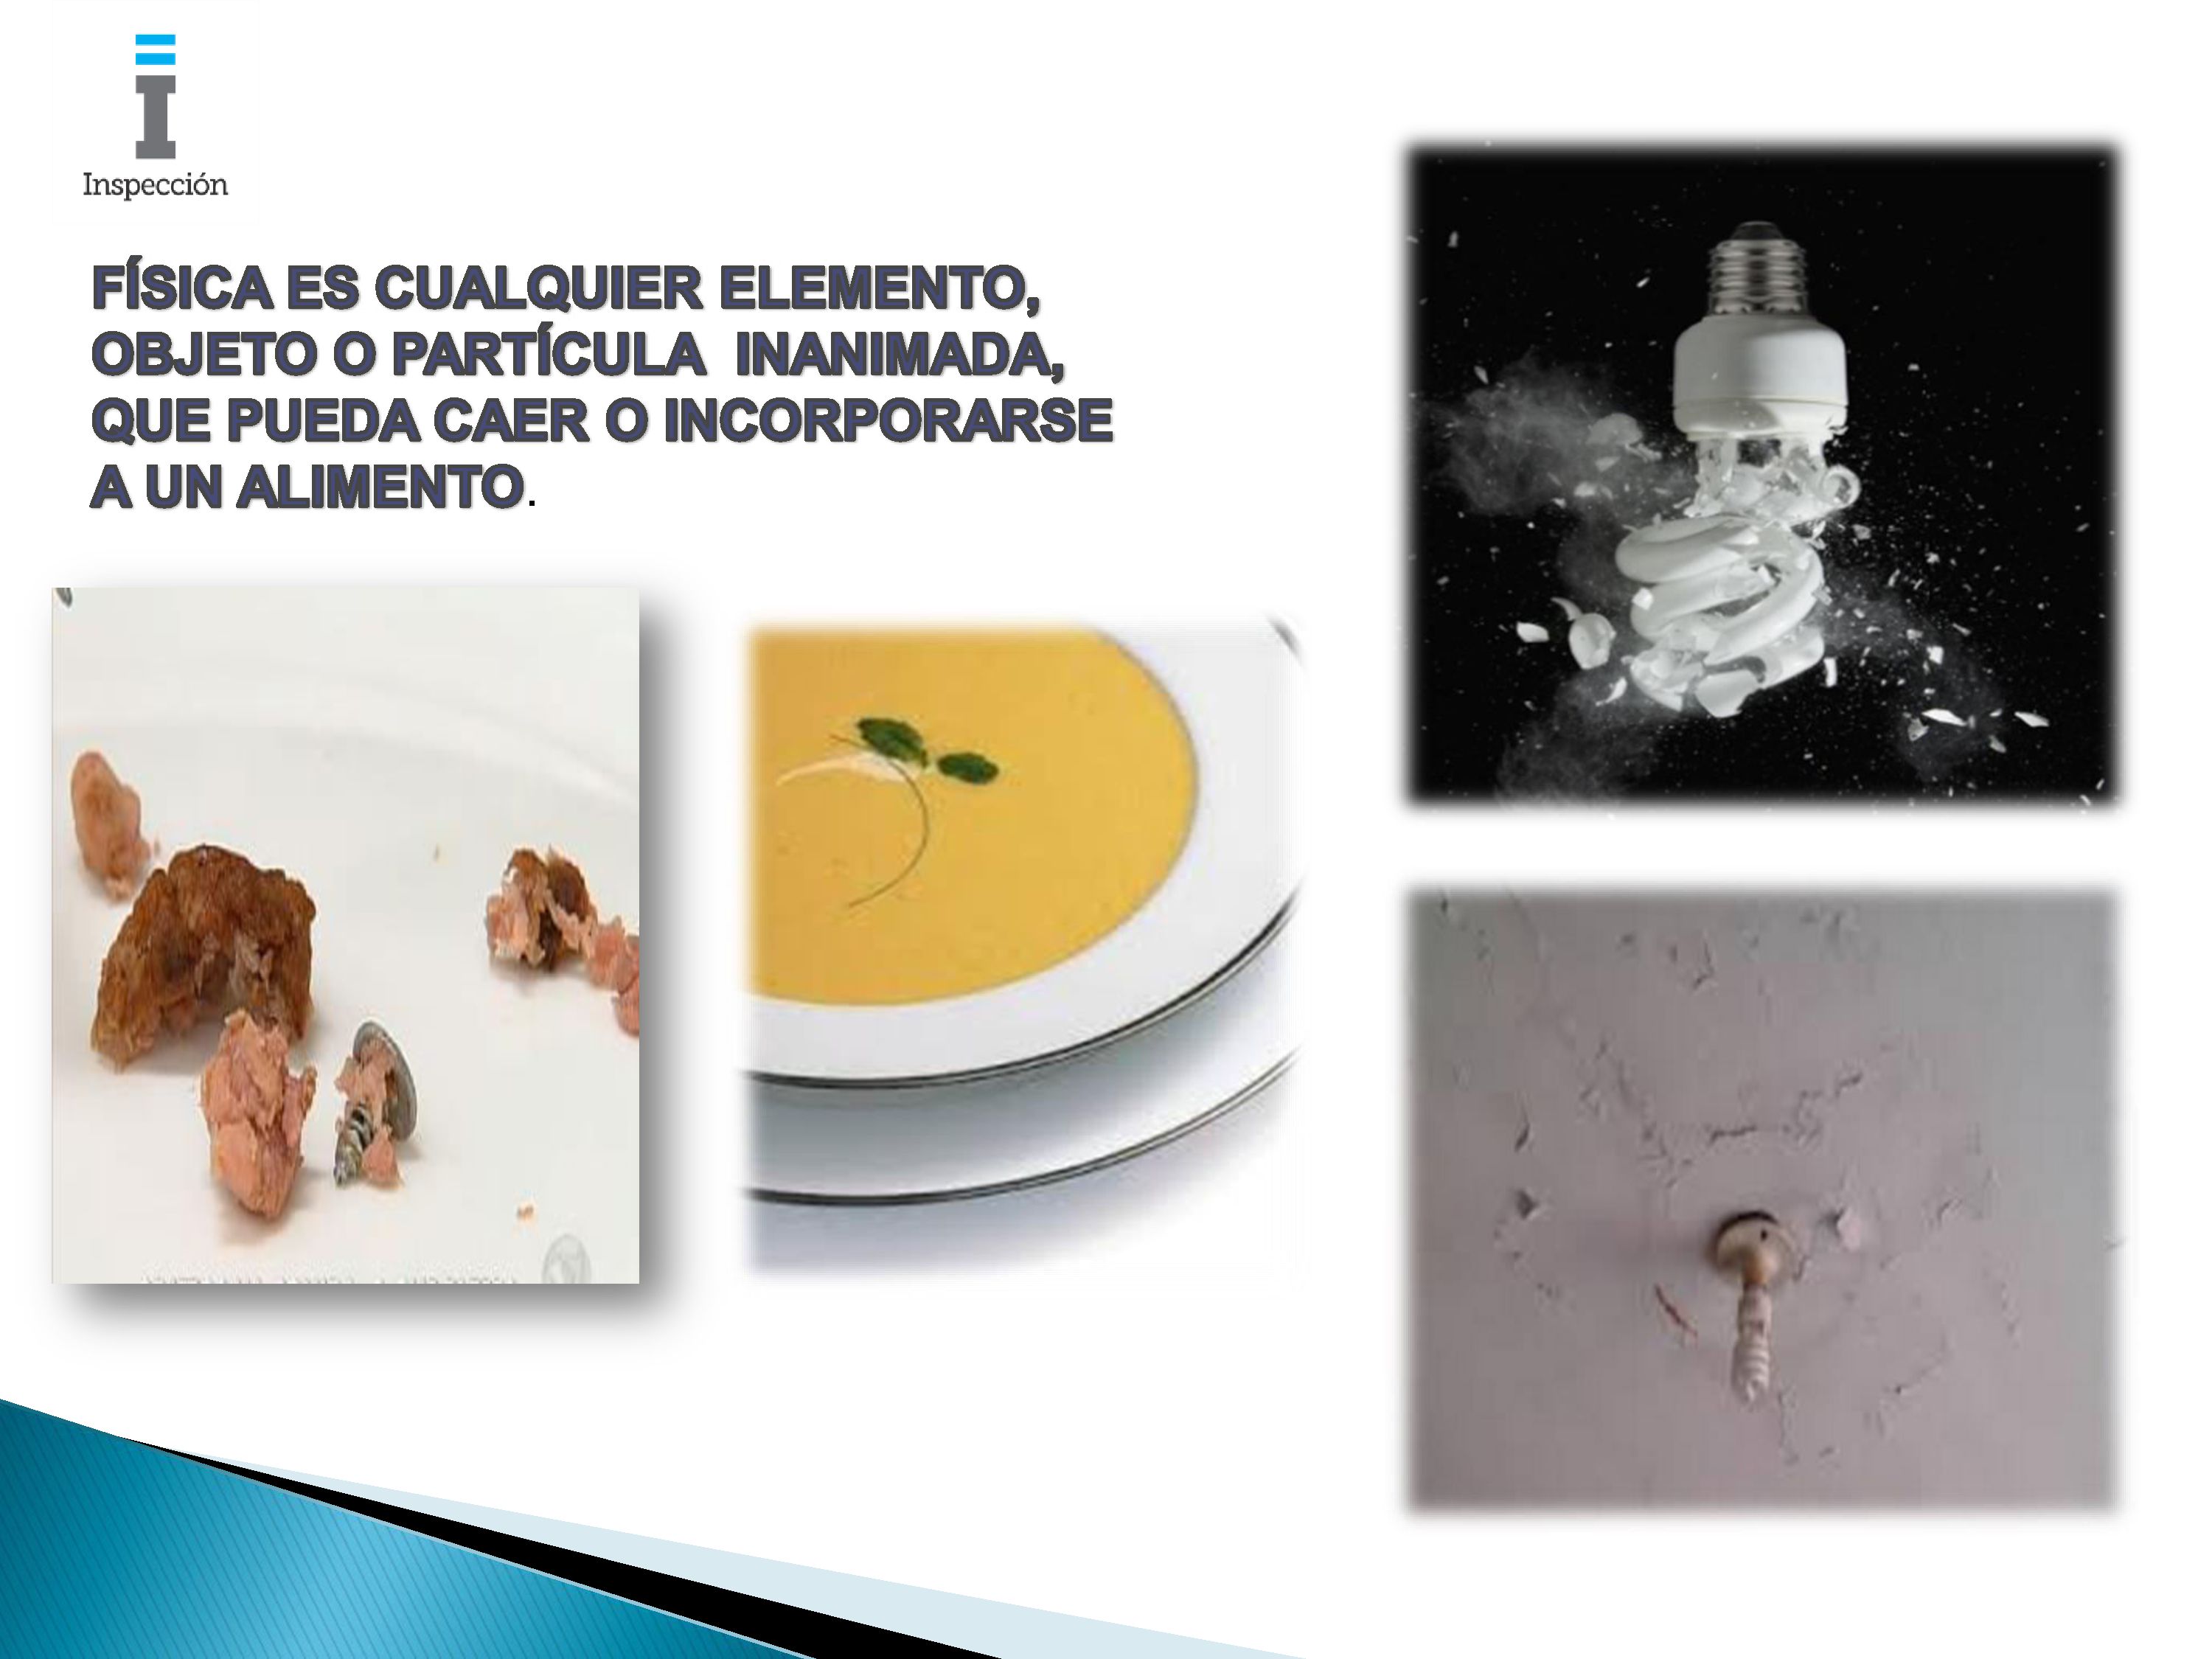 Inspección
FÍSICA ES CUALQUIER ELEMENTO,
OBJETO O PARTÍCULA INANIMADA,
QUE PUEDA CAER O INCORPORARSE
A UN ALIMENTO.